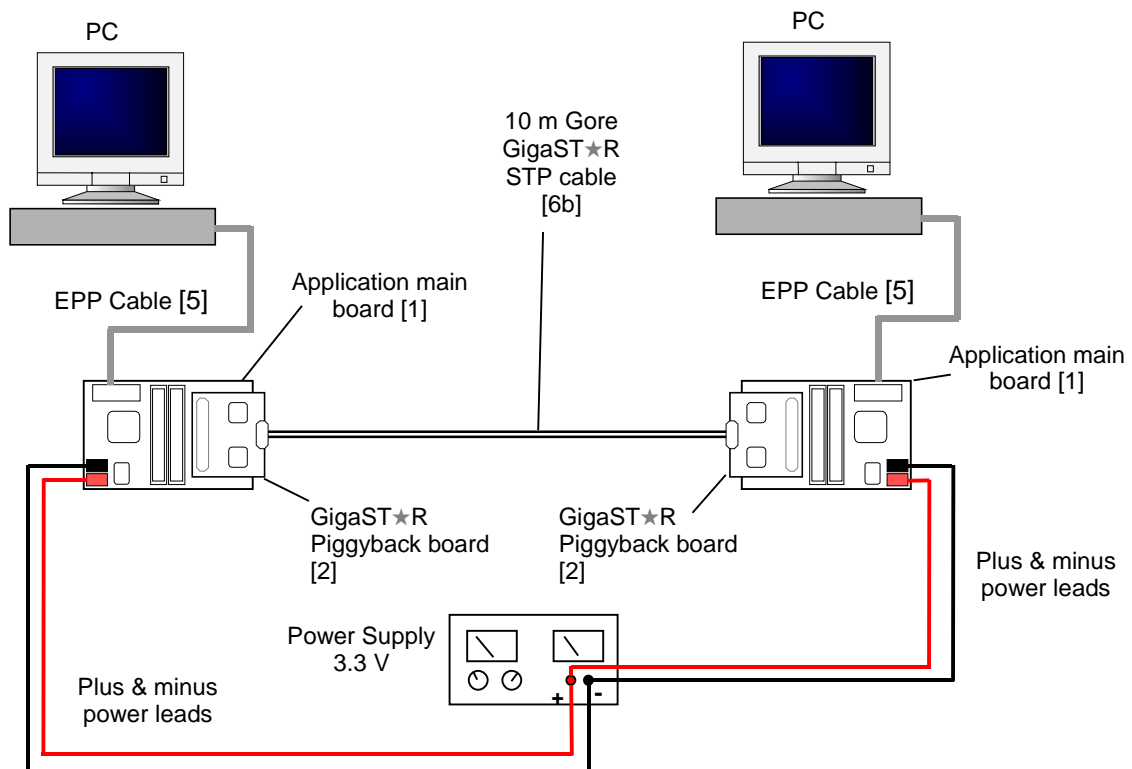 PC
PC
10 m Gore
GigaST★R
STP cable
[6b]
EPP Cable [5]
Application main
board [1]
EPP Cable [5]
Application main
board [1]
GigaST★R
Piggyback board
[2]
GigaST★R
Piggyback board
[2]
Plus & minus
power leads
Power Supply
3.3 V
+ -
Plus & minus
power leads